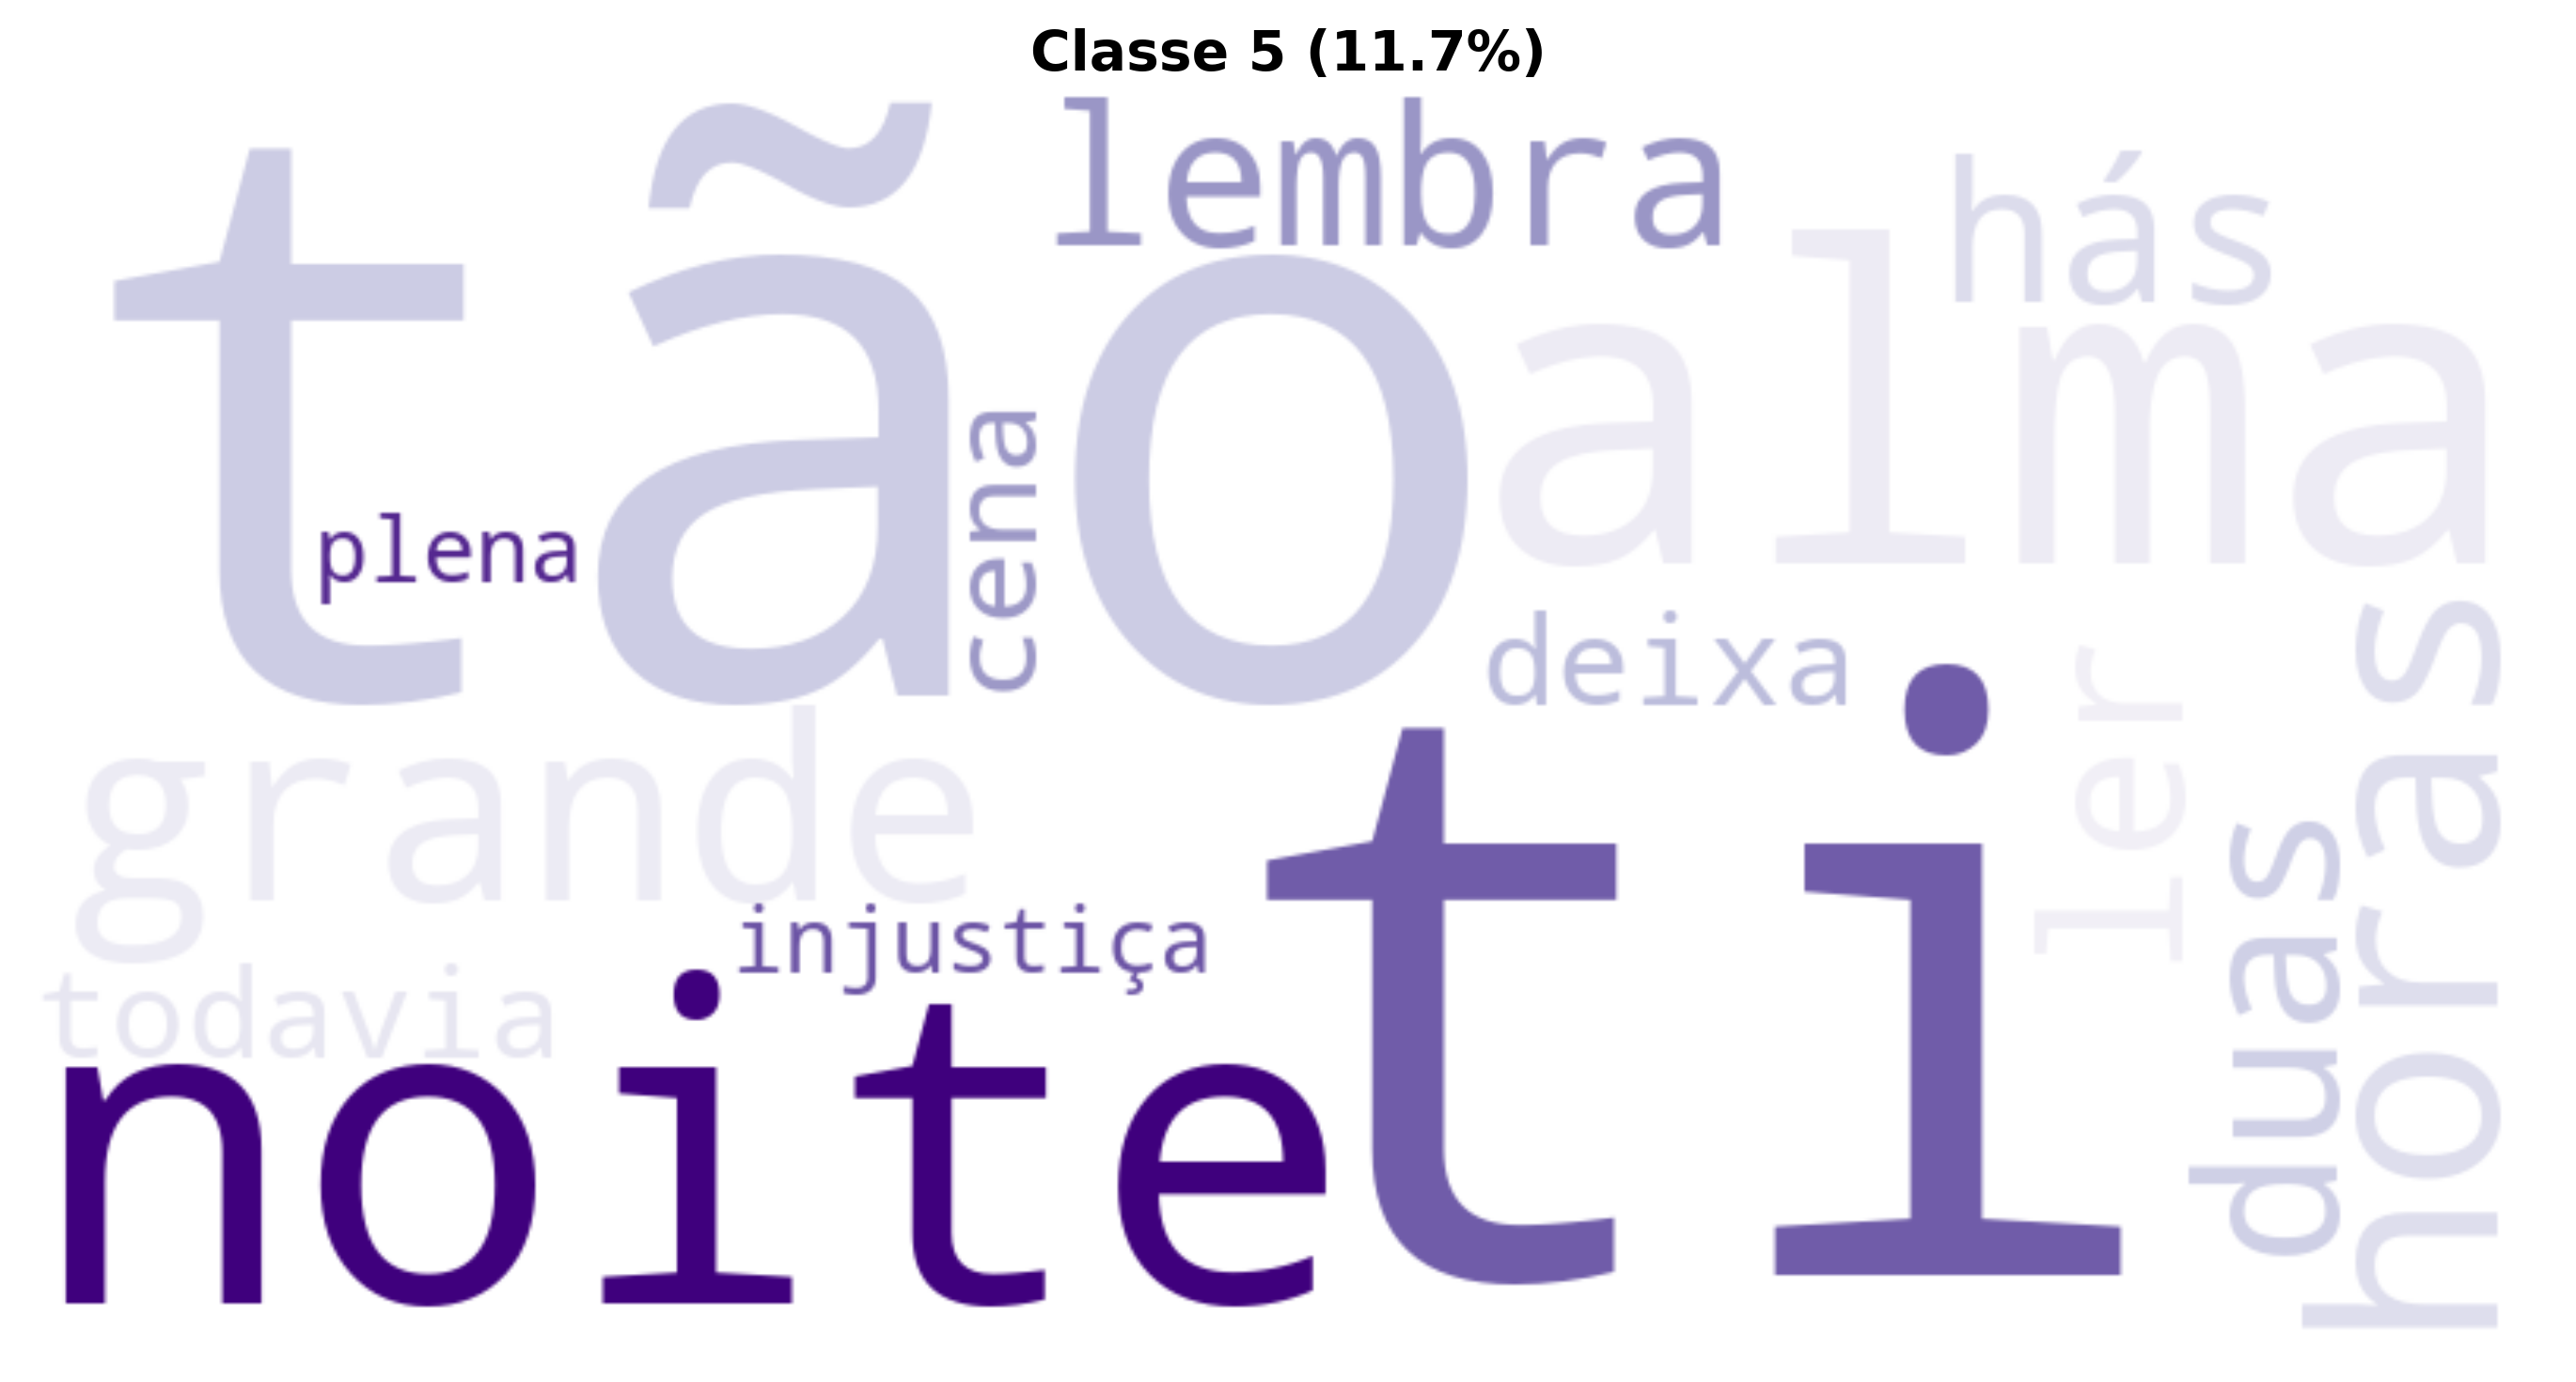 Classe 5 (11.7%)
lembra
hás
tão
alma
cena
plena
deixa
grande
ler
horas
duas
injustiça
ti
todavia
noite